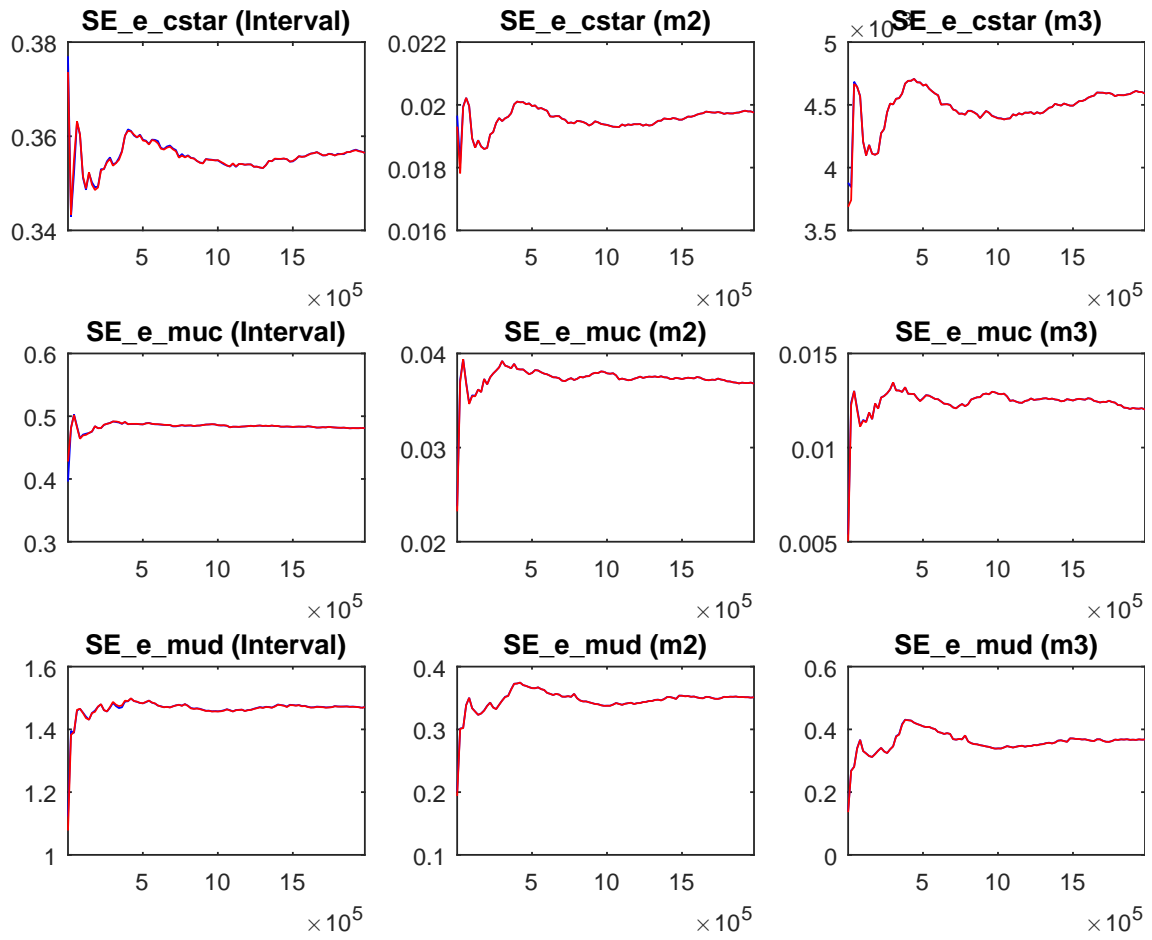 SE_e_cstar (Interval)
0.38
0.36
0.34
5 10 15
×10^5
SE_e_cstar (m2)
0.022
0.02
0.018
0.016
5 10 15
×10^5
SE_e_cstar (m3)
×10^-3
5
4.5
4
3.5
5 10 15
×10^5
SE_e_muc (Interval)
0.6
0.5
0.4
0.3
5 10 15
×10^5
SE_e_muc (m2)
0.04
0.03
0.02
5 10 15
×10^5
SE_e_muc (m3)
0.015
0.01
0.005
5 10 15
×10^5
SE_e_mud (Interval)
1.6
1.4
1.2
1
5 10 15
×10^5
SE_e_mud (m2)
0.4
0.3
0.2
0.1
5 10 15
×10^5
SE_e_mud (m3)
0.6
0.4
0.2
0
5 10 15
×10^5